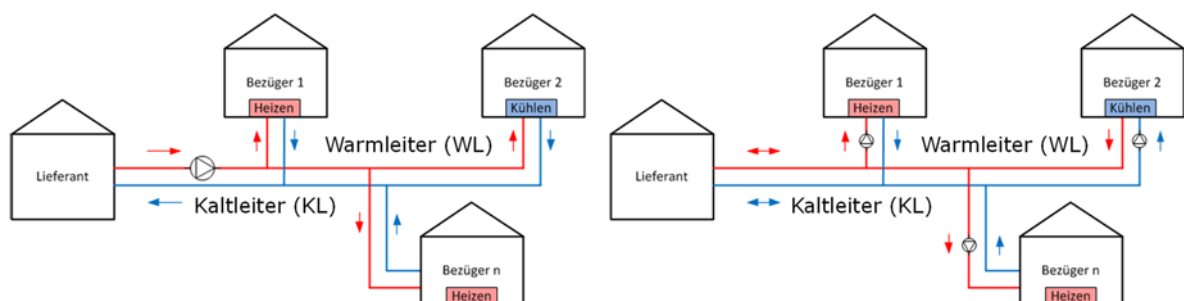 Bezüger 1
Heizen
Bezüger 2
Kühlen
Warmleiter (WL)
Lieferant
Kaltleiter (KL)
Bezüger n
Heizen
Bezüger 1
Heizen
Bezüger 2
Kühlen
Warmleiter (WL)
Lieferant
Kaltleiter (KL)
Bezüger n
Heizen